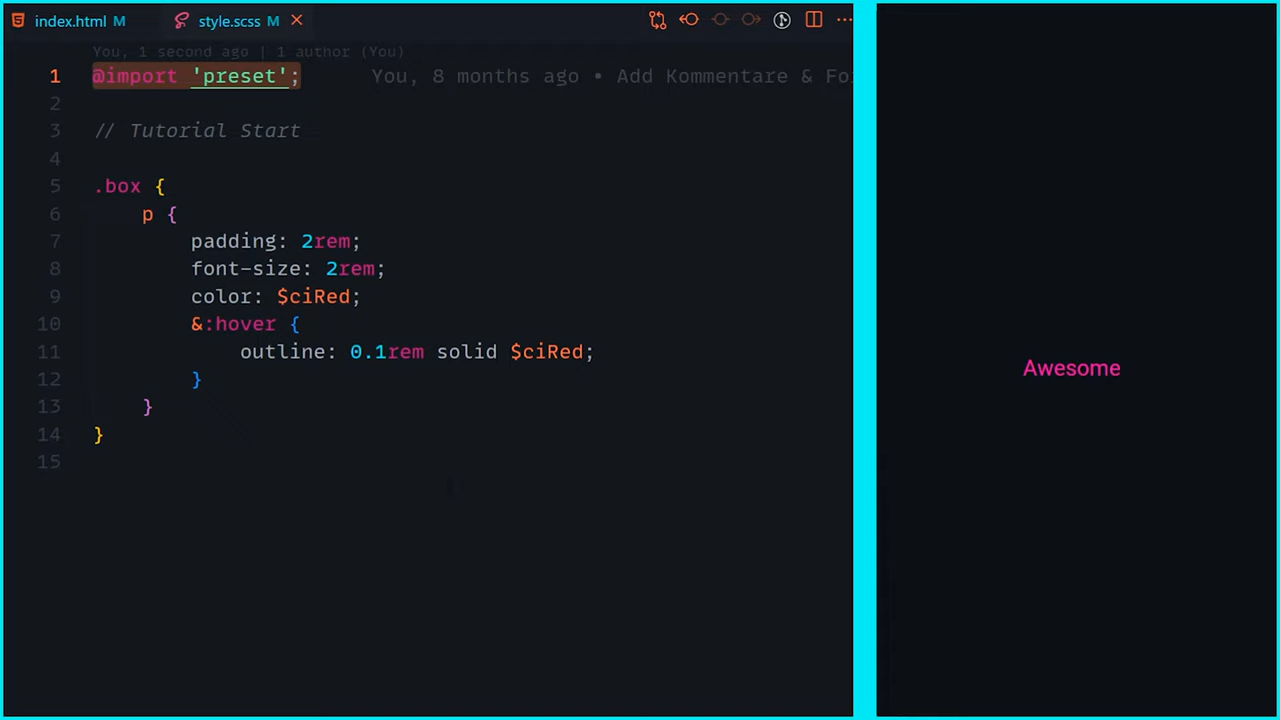 index.html M style.scss M
You, 1 second ago | 1 author (You)
1 @import 'preset'; You, 8 months ago • Add Kommentare & Fo
2
3 // Tutorial Start
4
5 .box {
6 p {
7 padding: 2rem;
8 font-size: 2rem;
9 color: $ciRed;
10 &:hover {
11 outline: 0.1rem solid $ciRed;
12 }
13 }
14 }
15
Awesome